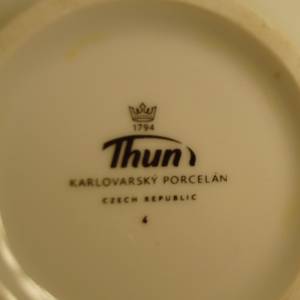 1794
Thun
KARLOVARSKÝ PORCELÁN
CZECH REPUBLIC
4